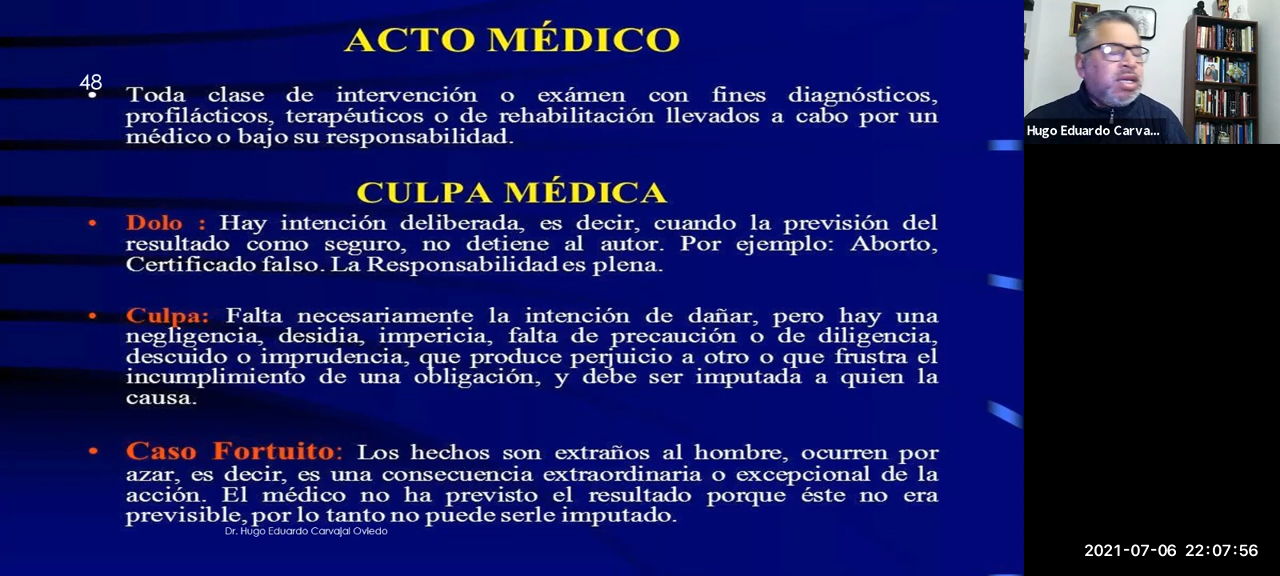 ACTO MÉDICO
48
• Toda clase de intervención o exámen con fines diagnósticos,
profilácticos, terapéuticos o de rehabilitación llevados a cabo por un
médico o bajo su responsabilidad.
CULPA MÉDICA
• Dolo : Hay intención deliberada, es decir, cuando la previsión del
resultado como seguro, no detiene al autor. Por ejemplo: Aborto,
Certificado falso. La Responsabilidad es plena.
• Culpa: Falta necesariamente la intención de dañar, pero hay una
negligencia, desidia, impericia, falta de precaución o de diligencia,
descuido o imprudencia, que produce perjuicio a otro o que frustra el
incumplimiento de una obligación, y debe ser imputada a quien la
causa.
• Caso Fortuito: Los hechos son extraños al hombre, ocurren por
azar, es decir, es una consecuencia extraordinaria o excepcional de la
acción. El médico no ha previsto el resultado porque éste no era
previsible, por lo tanto no puede serle imputado.
Dr. Hugo Eduardo Carvajal Oviedo
Hugo Eduardo Carva...
2021-07-06 22:07:56